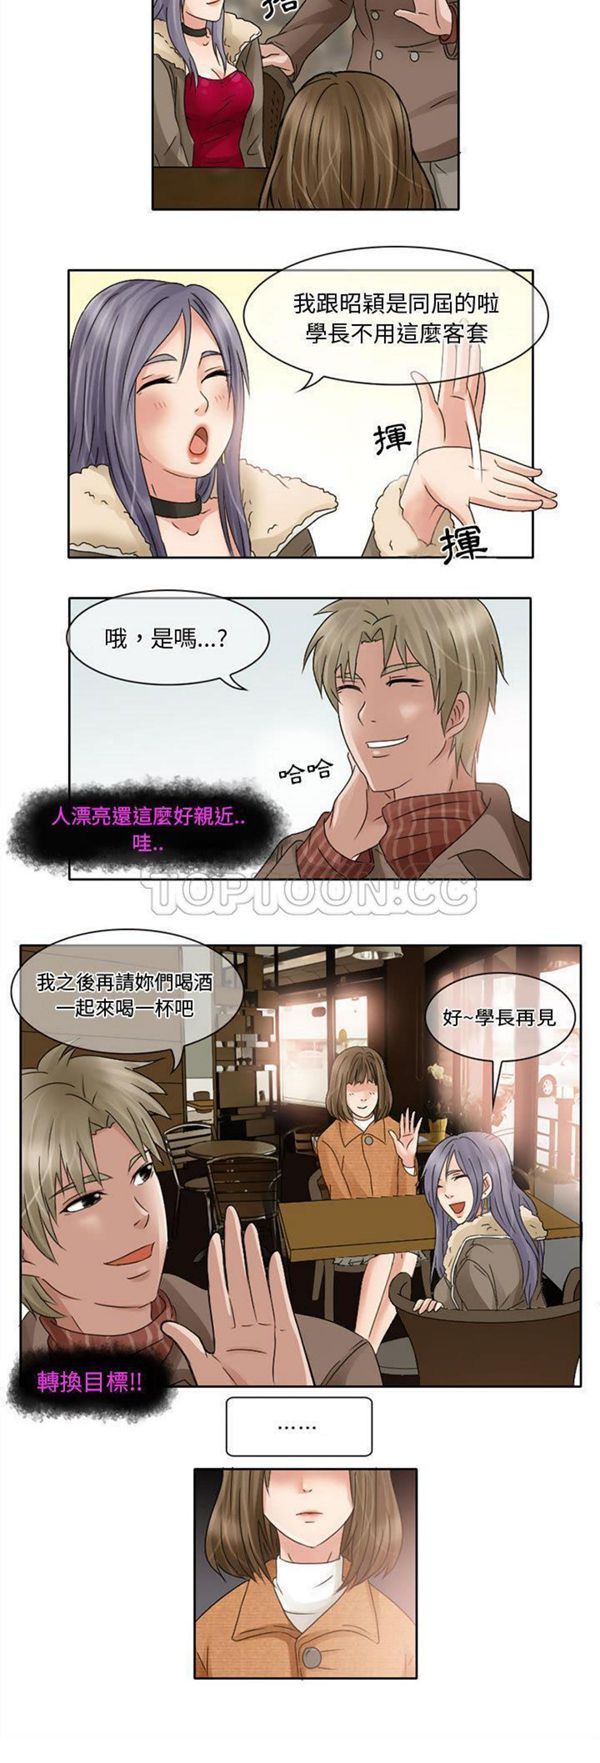 我跟昭穎是同屆的啦
學長不用這麼客套
揮
揮
哦，是嗎...?
哈哈
人漂亮還這麼好親近..
哇..
TOPTOON.CC
我之後再請妳們喝酒
一起來喝一杯吧
好~學長再見
轉換目標!!
……